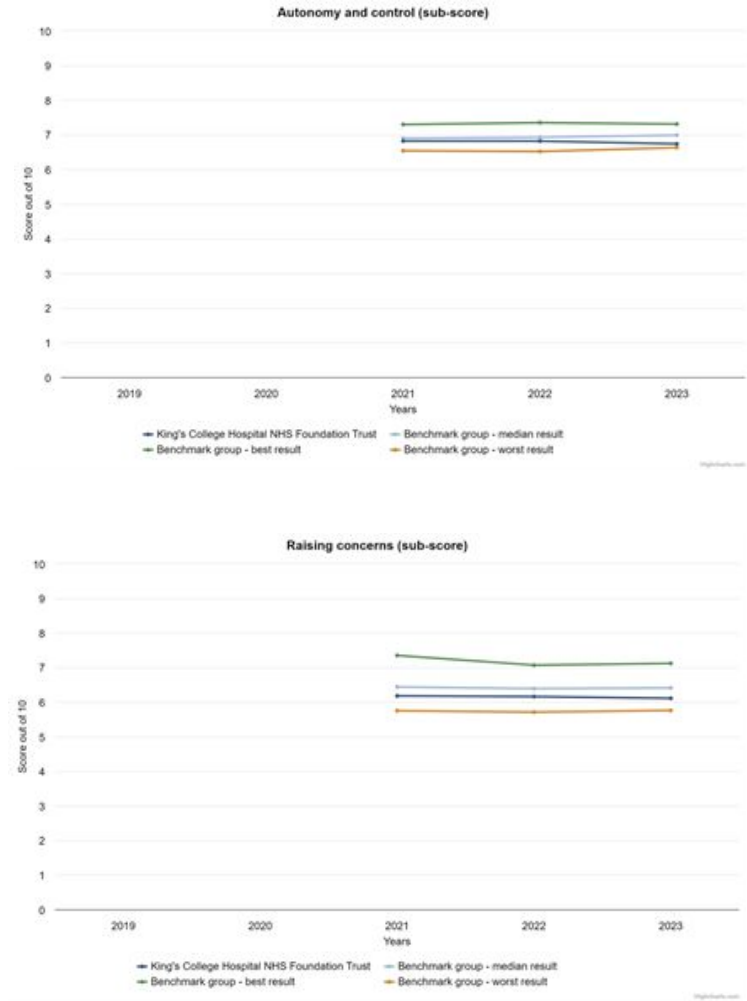 Autonomy and control (sub-score)
10
9
8
7
6
5
4
3
2
1
0
Score out of 10
2019 2020 2021 2022 2023
Years
King's College Hospital NHS Foundation Trust Benchmark group - median result
Benchmark group - best result Benchmark group - worst result
Highcharts.com
Raising concerns (sub-score)
10
9
8
7
6
5
4
3
2
1
0
Score out of 10
2019 2020 2021 2022 2023
Years
King's College Hospital NHS Foundation Trust Benchmark group - median result
Benchmark group - best result Benchmark group - worst result
Highcharts.com